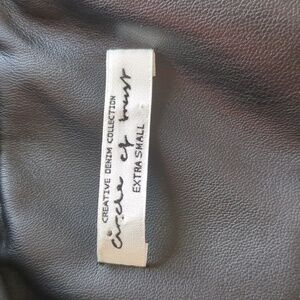 CREATIVE DENIM COLLECTION
circle of trust
EXTRA SMALL